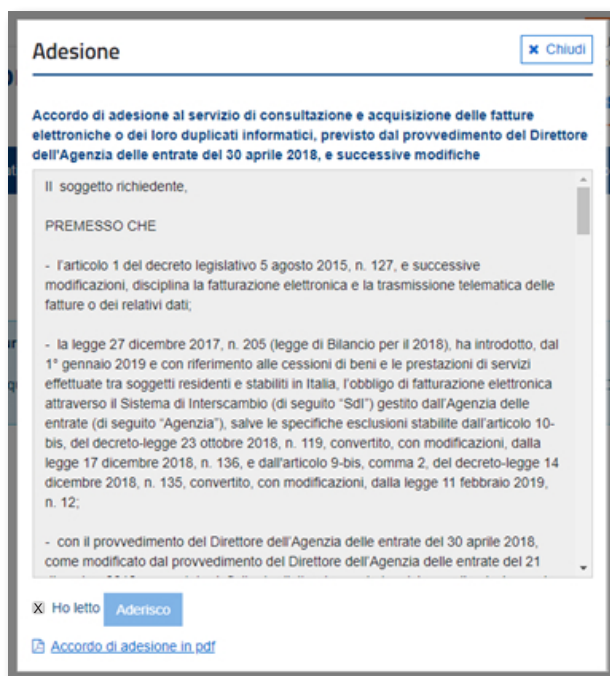 Adesione
✖ Chiudi
Accordo di adesione al servizio di consultazione e acquisizione delle fatture
elettroniche o dei loro duplicati informatici, previsto dal provvedimento del Direttore
dell'Agenzia delle entrate del 30 aprile 2018, e successive modifiche
Il soggetto richiedente,
PREMESSO CHE
- l'articolo 1 del decreto legislativo 5 agosto 2015, n. 127, e successive
modificazioni, disciplina la fatturazione elettronica e la trasmissione telematica delle
fatture o dei relativi dati;
- la legge 27 dicembre 2017, n. 205 (legge di Bilancio per il 2018), ha introdotto, dal
1° gennaio 2019 e con riferimento alle cessioni di beni e le prestazioni di servizi
effettuate tra soggetti residenti e stabiliti in Italia, l'obbligo di fatturazione elettronica
attraverso il Sistema di Interscambio (di seguito “SdI”) gestito dall'Agenzia delle
entrate (di seguito “Agenzia”), salve le specifiche esclusioni stabilite dall'articolo 10-
bis, del decreto-legge 23 ottobre 2018, n. 119, convertito, con modificazioni, dalla
legge 17 dicembre 2018, n. 136, e dall'articolo 9-bis, comma 2, del decreto-legge 14
dicembre 2018, n. 135, convertito, con modificazioni, dalla legge 11 febbraio 2019,
n. 12;
- con il provvedimento del Direttore dell'Agenzia delle entrate del 30 aprile 2018,
come modificato dal provvedimento del Direttore dell'Agenzia delle entrate del 21
X Ho letto Aderisco
Accordo di adesione in pdf